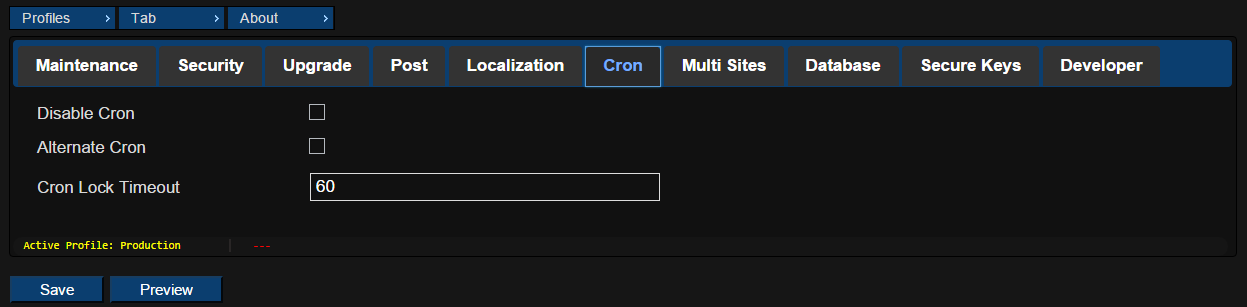 Profiles › Tab › About ›
Maintenance Security Upgrade Post Localization Cron Multi Sites Database Secure Keys Developer
Disable Cron
Alternate Cron
Cron Lock Timeout 60
Active Profile: Production | ---
Save Preview